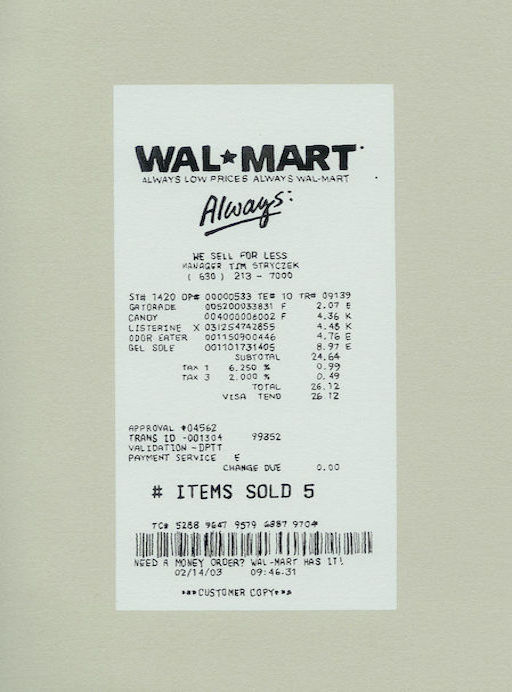 WAL★MART
ALWAYS LOW PRICES ALWAYS WAL-MART
Always:
WE SELL FOR LESS
MANAGER TIM STRYCZEK
( 630 ) 213 - 7000
ST# 1420 OP# 00000533 TE# 10 TR# 09139
GATORADE 005200033831 F 2.07 E
CANDY 004000006002 F 4.36 K
LISTERINE X 031254742855 4.48 K
ODOR EATER 001150900446 4.76 E
GEL SOLE 001101731405 8.97 E
SUBTOTAL 24.64
TAX 1 6.250 % 0.99
TAX 3 2.000 % 0.49
TOTAL 26.12
VISA TEND 26.12
APPROVAL #04562
TRANS ID -001304 99352
VALIDATION - DPTT
PAYMENT SERVICE E
CHANGE DUE 0.00
# ITEMS SOLD 5
TC# 5288 9647 9579 6887 9704
NEED A MONEY ORDER? WAL-MART HAS IT!
02/14/03 09:46.31
***CUSTOMER COPY***